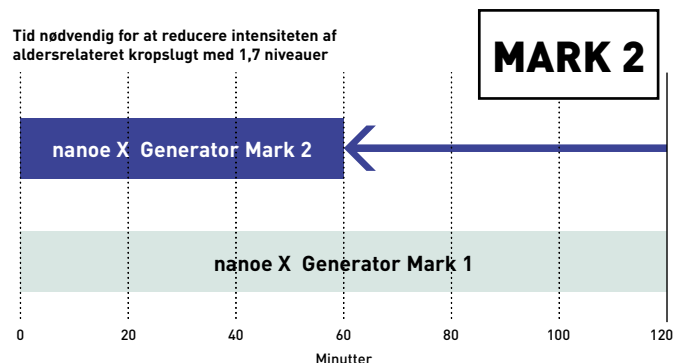 Tid nødvendig for at reducere intensiteten af
aldersrelateret kropslugt med 1,7 niveauer
MARK 2
nanoe X Generator Mark 2
nanoe X Generator Mark 1
0 20 40 60 80 100 120
Minutter